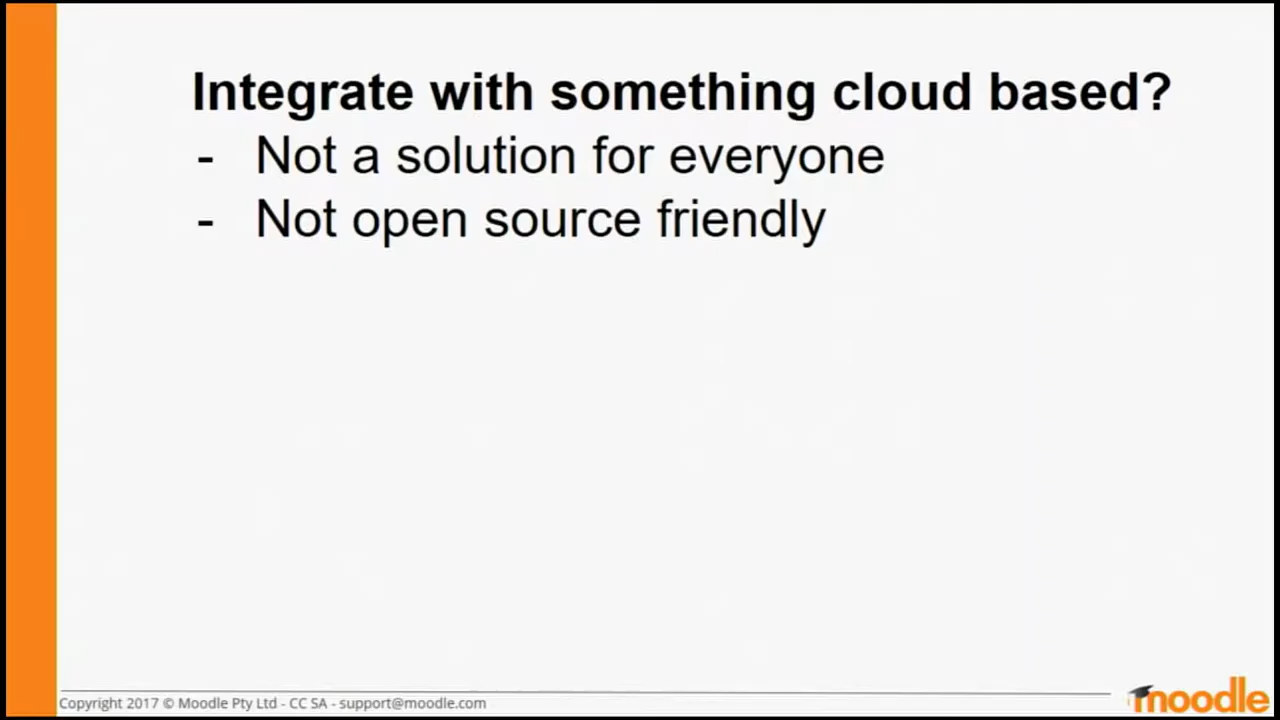 Integrate with something cloud based?
- Not a solution for everyone
- Not open source friendly
Copyright 2017 © Moodle Pty Ltd - CC SA - support@moodle.com
moodle